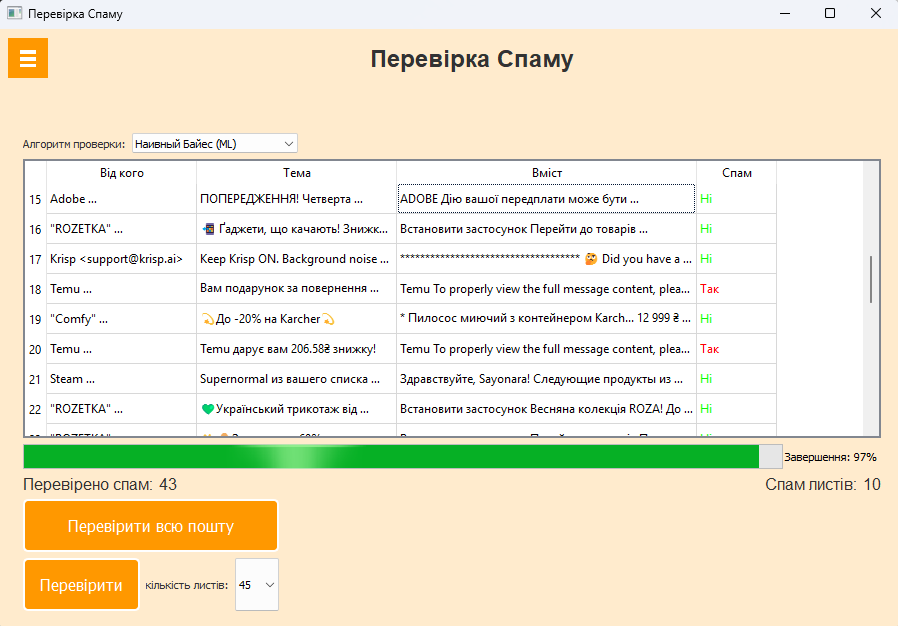 Перевірка Спаму
Перевірка Спаму
Алгоритм проверки: Наивный Байес (ML)
Від кого Тема Вміст Спам
15 Adobe ... ПОПЕРЕДЖЕННЯ! Четверта ... ADOBE Дію вашої передплати може бути ... Ні
16 "ROZETKA" ... 📲 Ґаджети, що качають! Знижк... Встановити застосунок Перейти до товарів ... Ні
17 Krisp <support@krisp.ai> Keep Krisp ON. Background noise ... ************************************ 🤔 Did you have a ... Ні
18 Temu ... Вам подарунок за повернення ... Temu To properly view the full message content, plea... Так
19 "Comfy" ... 💫До -20% на Karcher💫 * Пилосос миючий з контейнером Karch... 12 999 ₴ ... Ні
20 Temu ... Temu дарує вам 206.58₴ знижку! Temu To properly view the full message content, plea... Так
21 Steam ... Supernormal из вашего списка ... Здравствуйте, Sayonara! Следующие продукты из ... Ні
22 "ROZETKA" ... 💚Український трикотаж від ... Встановити застосунок Весняна колекція ROZA! До ... Ні
Завершення: 97%
Перевірено спам: 43 Спам листів: 10
Перевірити всю пошту
Перевірити кількість листів: 45